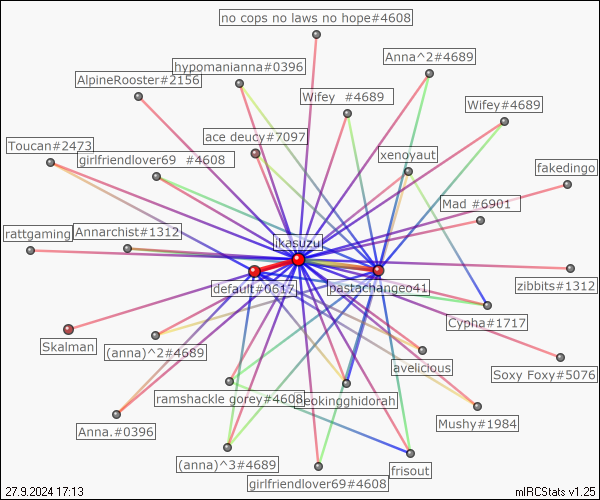 no cops no laws no hope#4608
Anna^2#4689
hypomanianna#0396
AlpineRooster#2156
Wifey #4689
Wifey#4689
ace deucy#7097
Toucan#2473
xenoyaut
girlfriendlover69 #4608
fakedingo
Mad #6901
rattgaming
Annarchist#1312
ikasuzu
default#0617
pastachangeo41
zibbits#1312
Cypha#1717
Skalman
(anna)^2#4689
avelicious
Soxy Foxy#5076
ramshackle gorey#4608
neokingghidorah
Mushy#1984
Anna.#0396
(anna)^3#4689
frisout
girlfriendlover69#4608
27.9.2024 17:13
mIRCStats v1.25